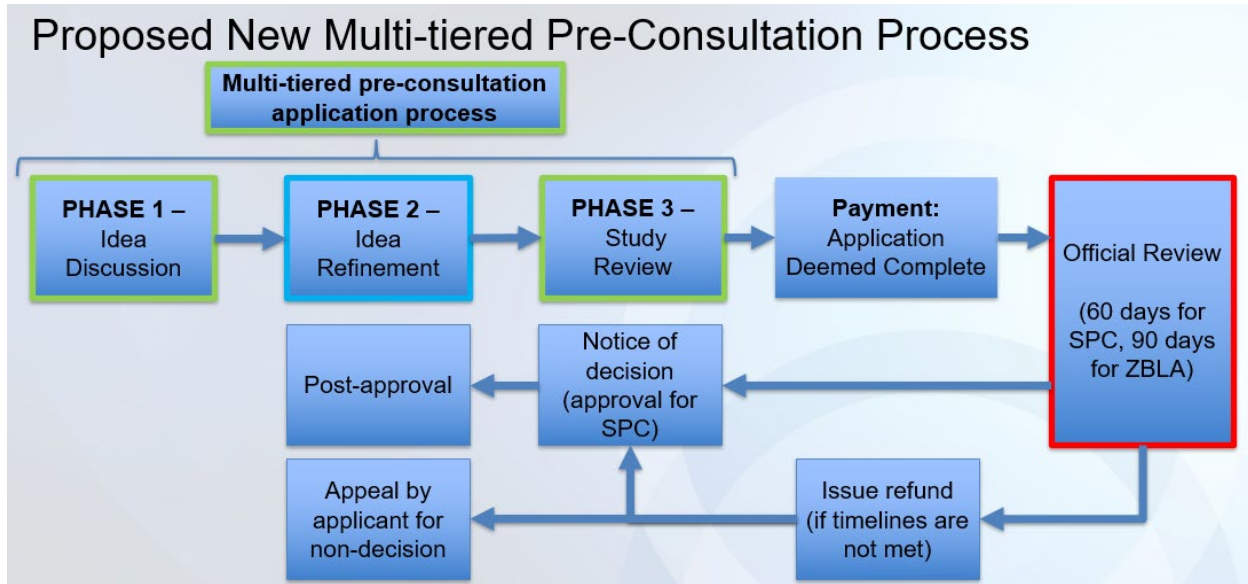 Proposed New Multi-tiered Pre-Consultation Process
Multi-tiered pre-consultation
application process
PHASE 1 –
Idea
Discussion
PHASE 2 –
Idea
Refinement
PHASE 3 –
Study
Review
Payment:
Application
Deemed Complete
Official Review
(60 days for
SPC, 90 days
for ZBLA)
Post-approval
Notice of
decision
(approval for
SPC)
Appeal by
applicant for
non-decision
Issue refund
(if timelines are
not met)